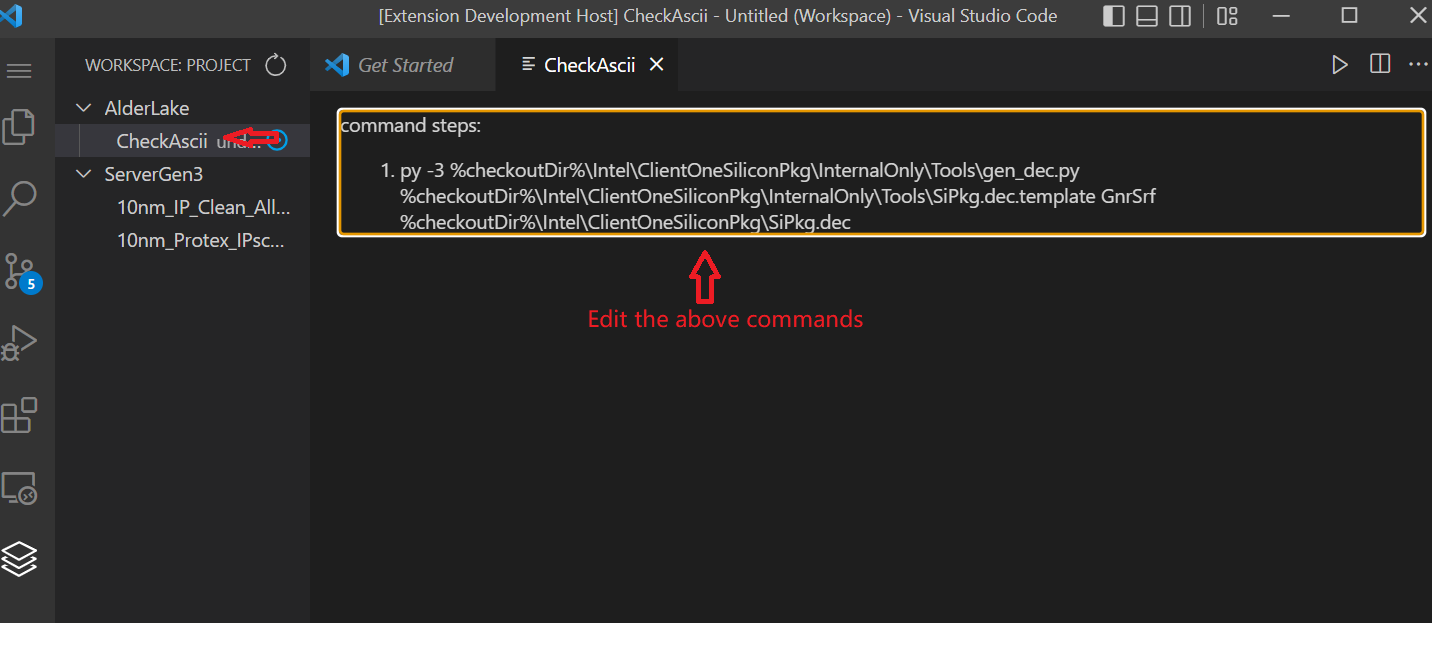 [Extension Development Host] CheckAscii - Untitled (Workspace) - Visual Studio Code
WORKSPACE: PROJECT
Get Started
CheckAscii
AlderLake
CheckAscii und...
ServerGen3
10nm_IP_Clean_All...
10nm_Protex_IPsc...
5
command steps:
1. py -3 %checkoutDir%\Intel\ClientOneSiliconPkg\InternalOnly\Tools\gen_dec.py
%checkoutDir%\Intel\ClientOneSiliconPkg\InternalOnly\Tools\SiPkg.dec.template GnrSrf
%checkoutDir%\Intel\ClientOneSiliconPkg\SiPkg.dec
Edit the above commands